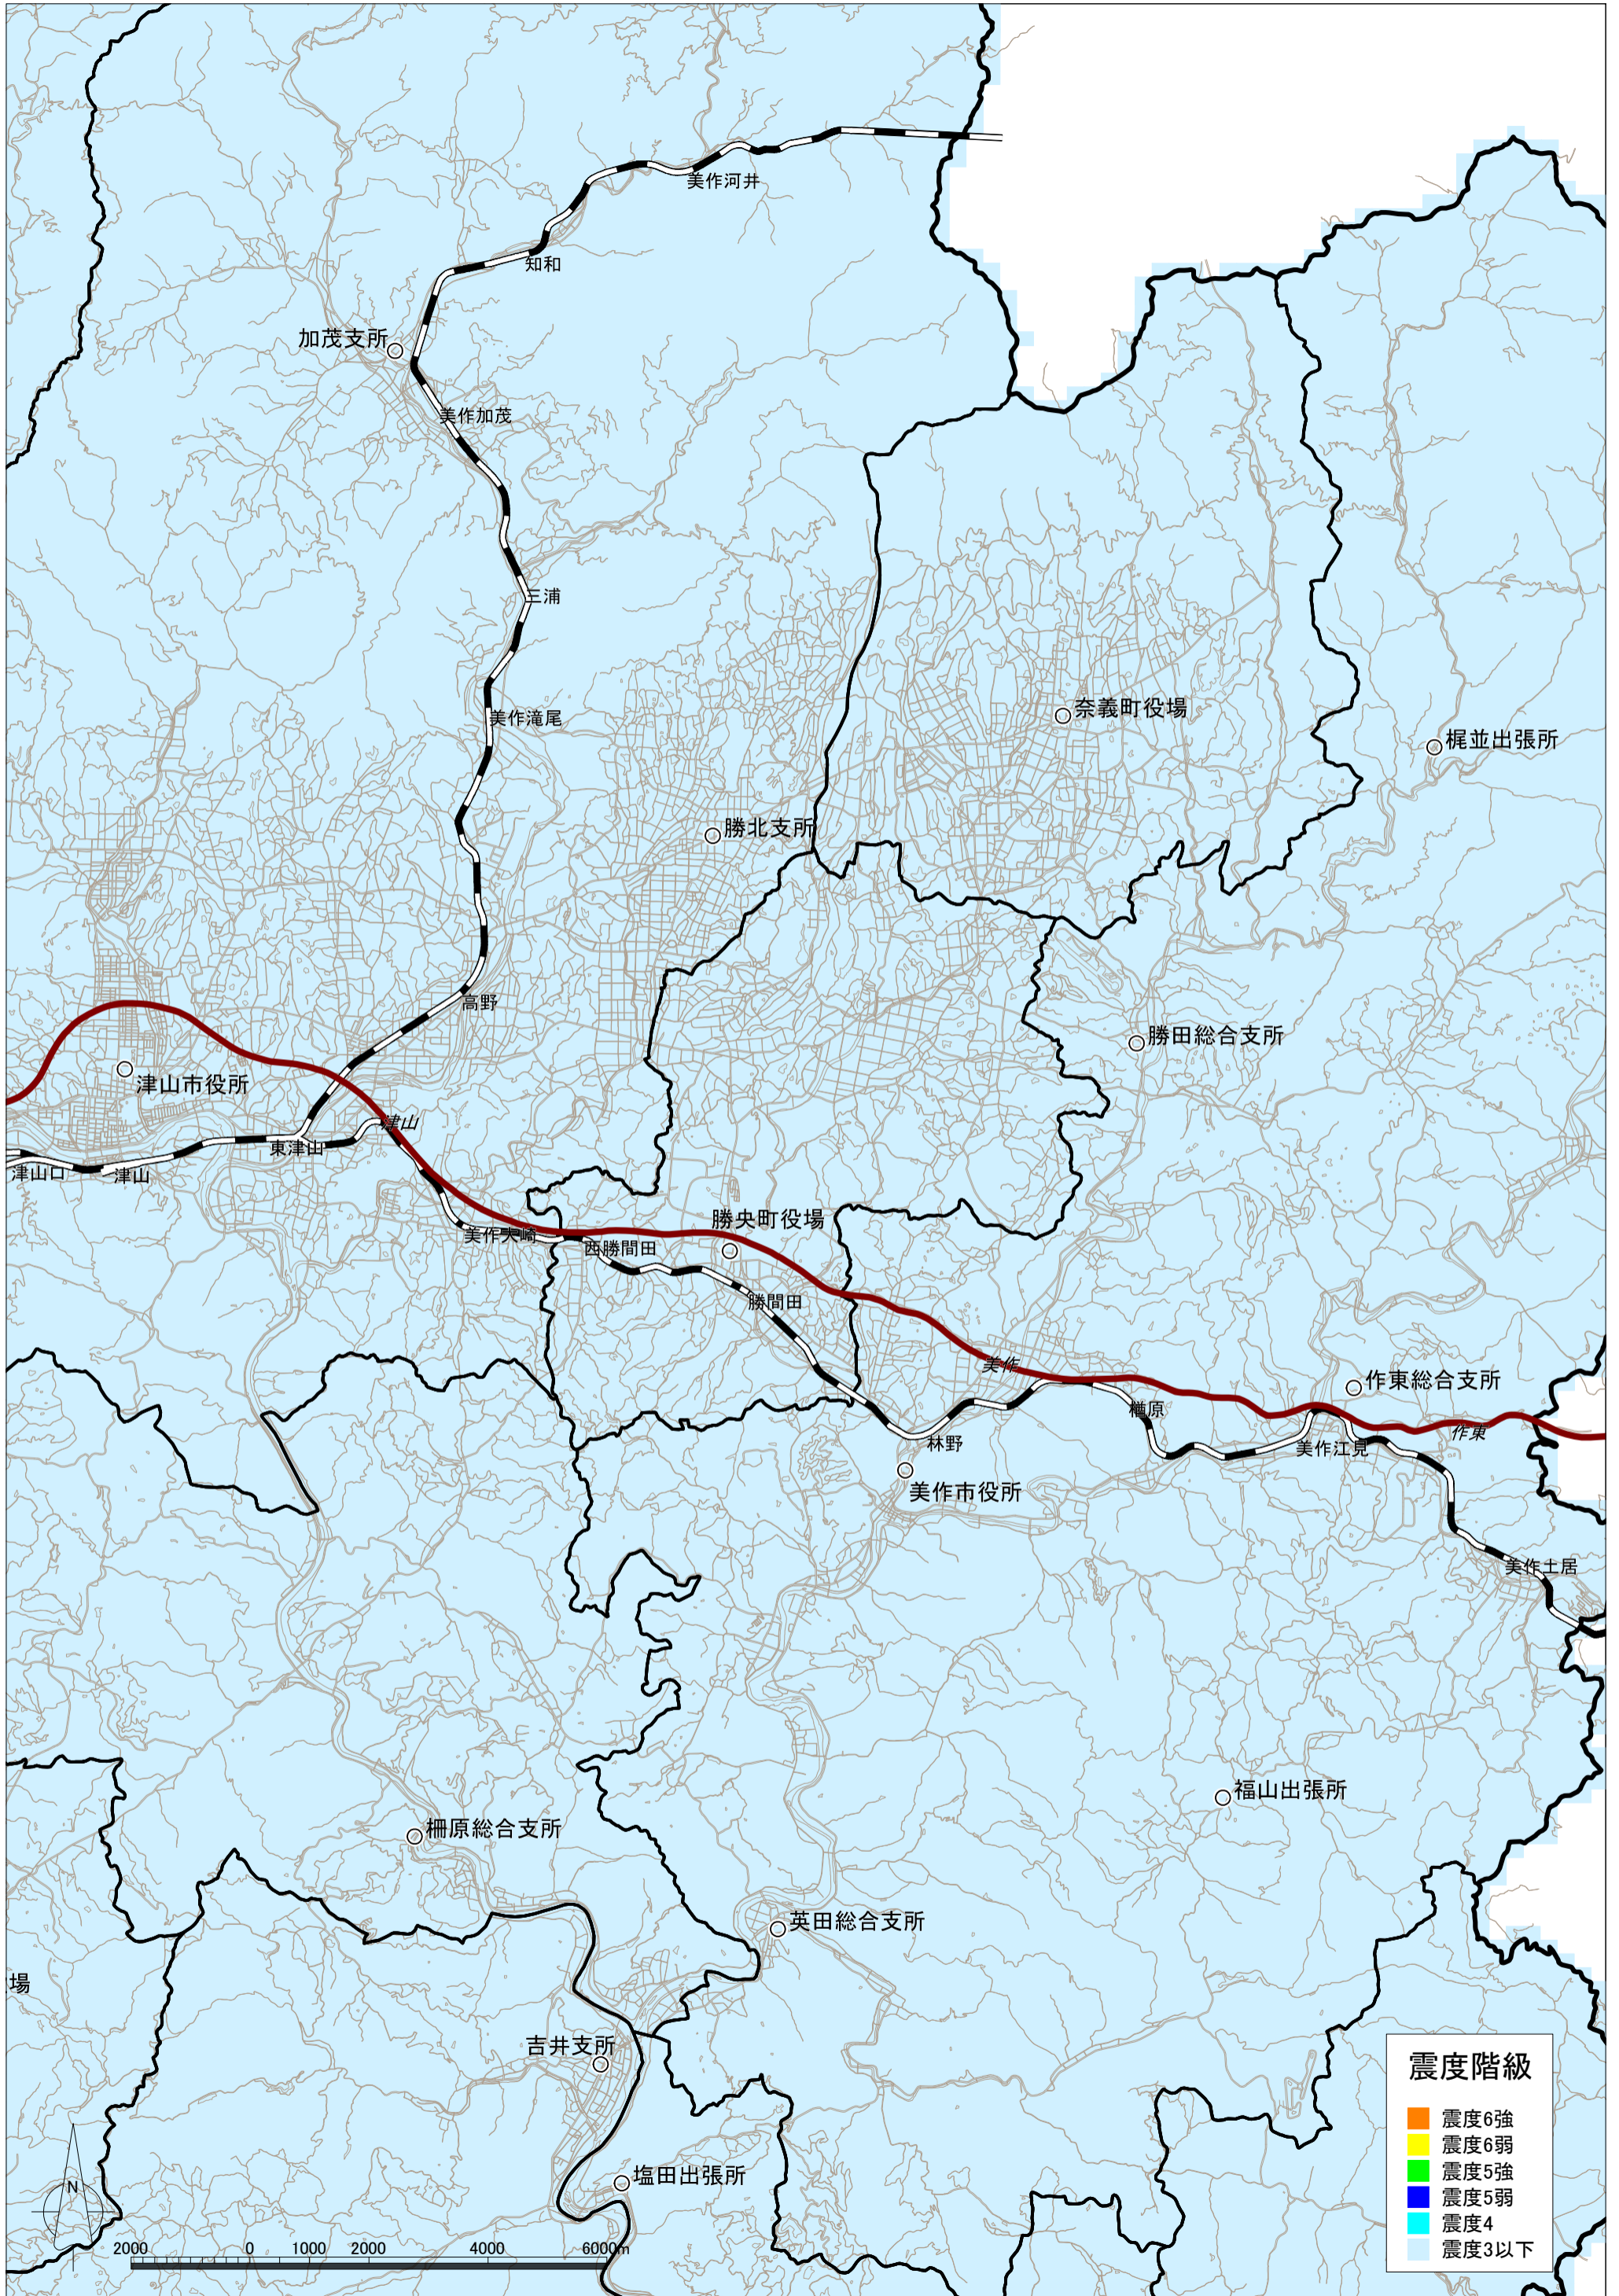 美作河井
知和
加茂支所
美作加茂
三浦
美作滝尾
奈義町役場
梶並出張所
勝北支所
高野
勝田総合支所
津山市役所
津山
東津山
津山口
津山
勝央町役場
美作大崎
西勝間田
勝間田
美作
作東総合支所
楢原
作東
林野
美作江見
美作市役所
美作土居
福山出張所
柵原総合支所
英田総合支所
場
吉井支所
塩田出張所
震度階級
震度6強
震度6弱
震度5強
震度5弱
震度4
震度3以下
N
2000 0 1000 2000 4000 6000m